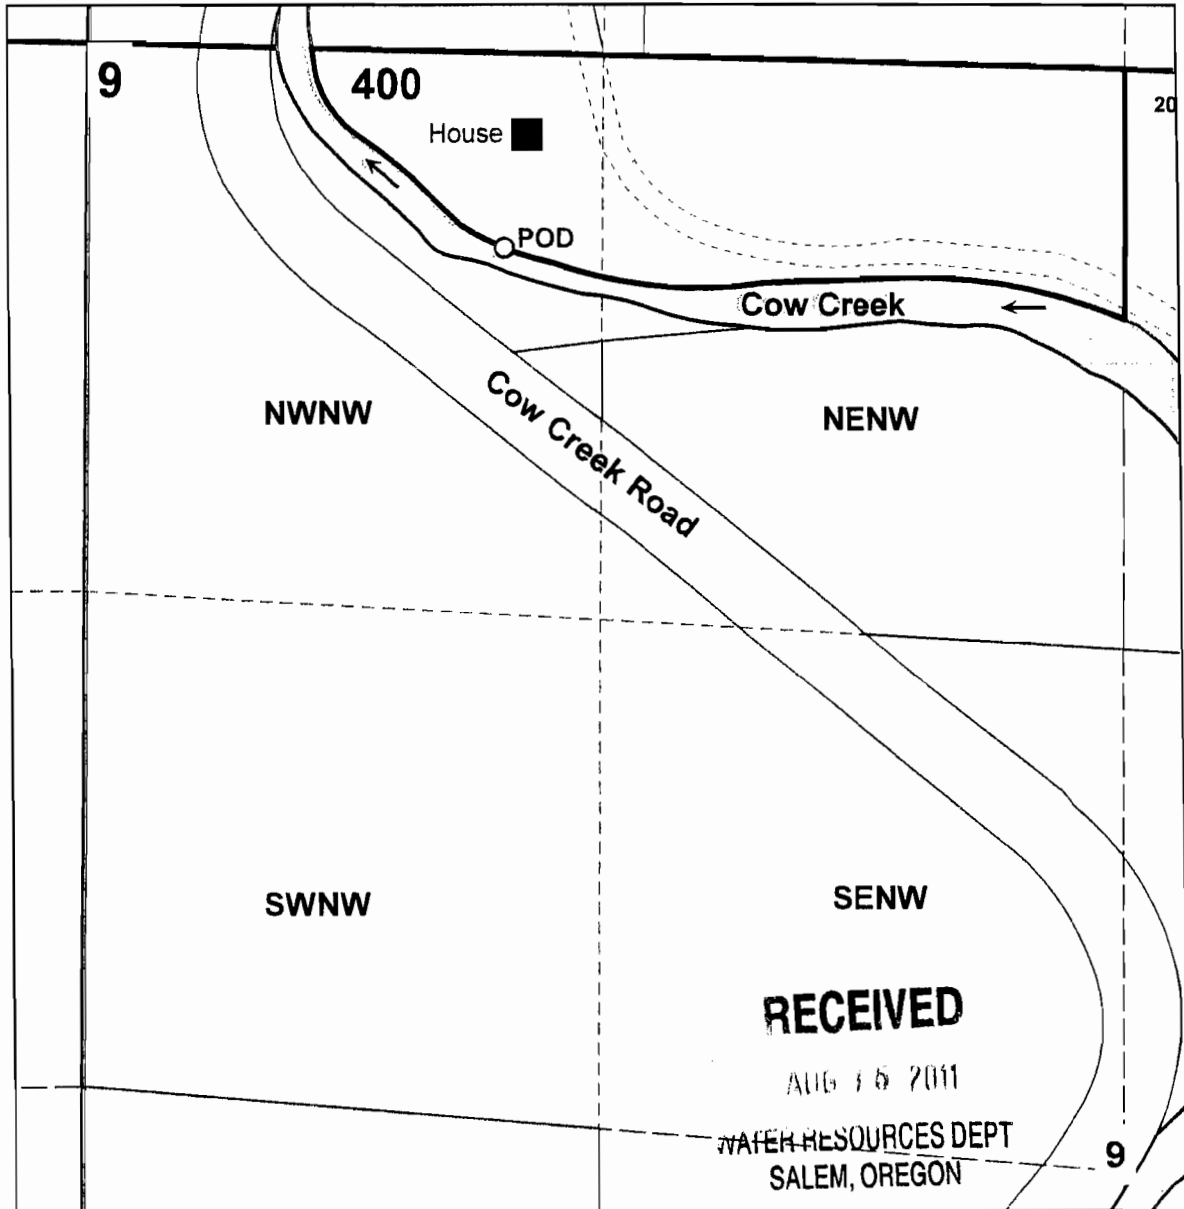 9
400
20
House
POD
Cow Creek
NWNW
NENW
Cow Creek Road
SWNW
SENW
RECEIVED
AUG 2011
WATER RESOURCES DEPT
9
SALEM, OREGON